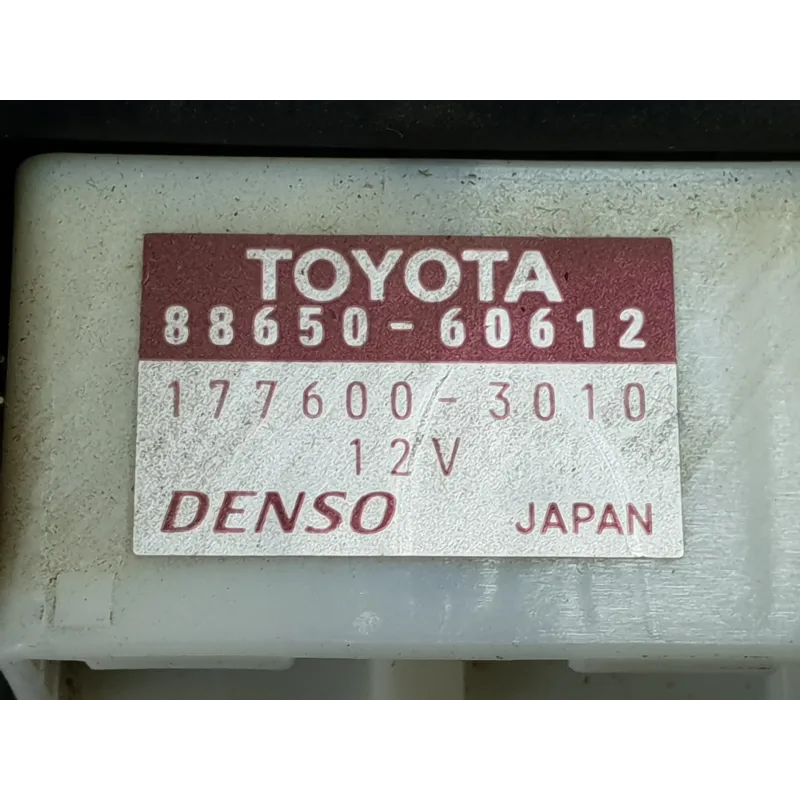 TOYOTA
88650-60612
177600-3010
12V
DENSO JAPAN